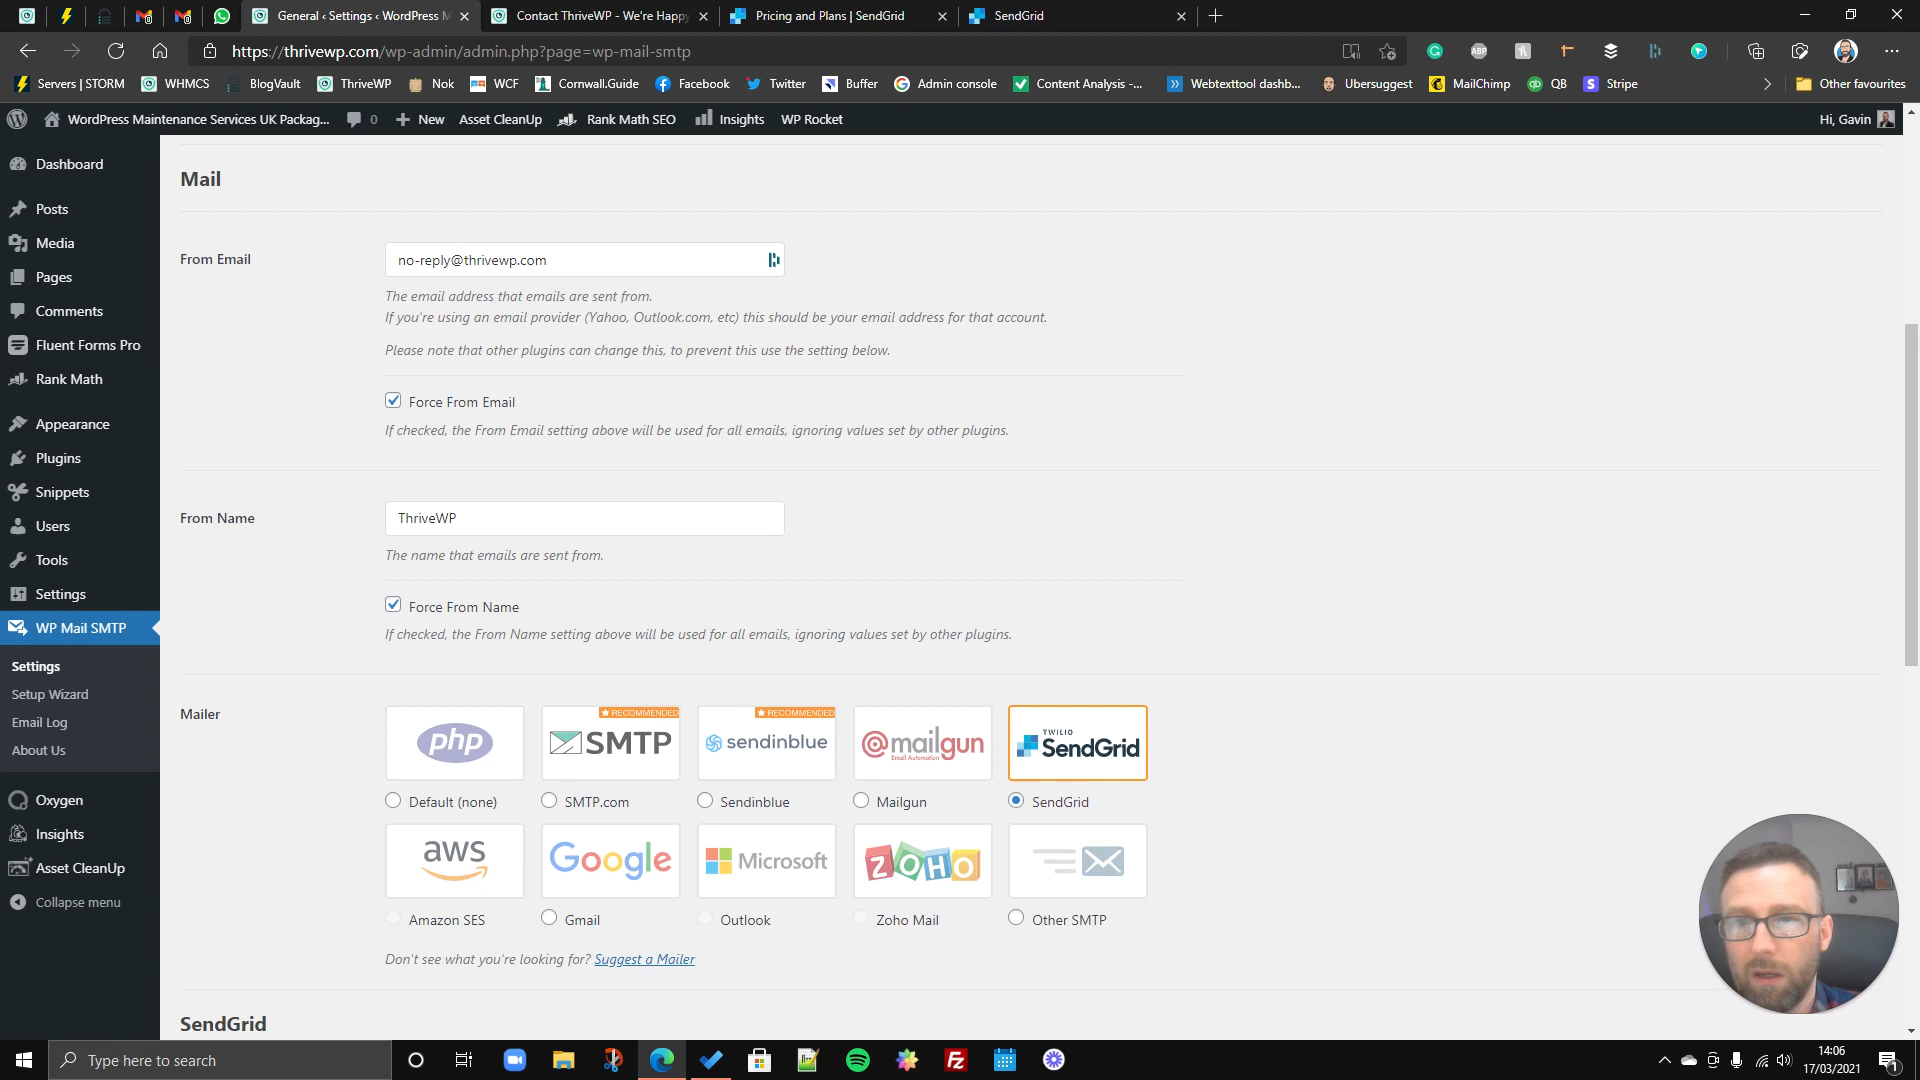 General ‹ Settings ‹ WordPress M
Contact ThriveWP - We're Happy
Pricing and Plans | SendGrid
SendGrid
https://thrivewp.com/wp-admin/admin.php?page=wp-mail-smtp
Servers | STORM
WHMCS
BlogVault
ThriveWP
Nok
WCF
Cornwall.Guide
Facebook
Twitter
Buffer
Admin console
Content Analysis -...
Webtexttool dashb...
Ubersuggest
MailChimp
QB
Stripe
Other favourites
WordPress Maintenance Services UK Packag...
0
New
Asset CleanUp
Rank Math SEO
Insights
WP Rocket
Hi, Gavin
Dashboard
Posts
Media
Pages
Comments
Fluent Forms Pro
Rank Math
Appearance
Plugins
Snippets
Users
Tools
Settings
WP Mail SMTP
Settings
Setup Wizard
Email Log
About Us
Oxygen
Insights
Asset CleanUp
Collapse menu
Mail
From Email
no-reply@thrivewp.com
The email address that emails are sent from.
If you're using an email provider (Yahoo, Outlook.com, etc) this should be your email address for that account.
Please note that other plugins can change this, to prevent this use the setting below.
Force From Email
If checked, the From Email setting above will be used for all emails, ignoring values set by other plugins.
From Name
ThriveWP
The name that emails are sent from.
Force From Name
If checked, the From Name setting above will be used for all emails, ignoring values set by other plugins.
Mailer
php
RECOMMENDED
SMTP
RECOMMENDED
sendinblue
@mailgun
Email Automation
TWILIO
SendGrid
Default (none)
SMTP.com
Sendinblue
Mailgun
SendGrid
aws
Google
Microsoft
ZOHO
Amazon SES
Gmail
Outlook
Zoho Mail
Other SMTP
Don't see what you're looking for? Suggest a Mailer
SendGrid
Type here to search
14:06
17/03/2021
1